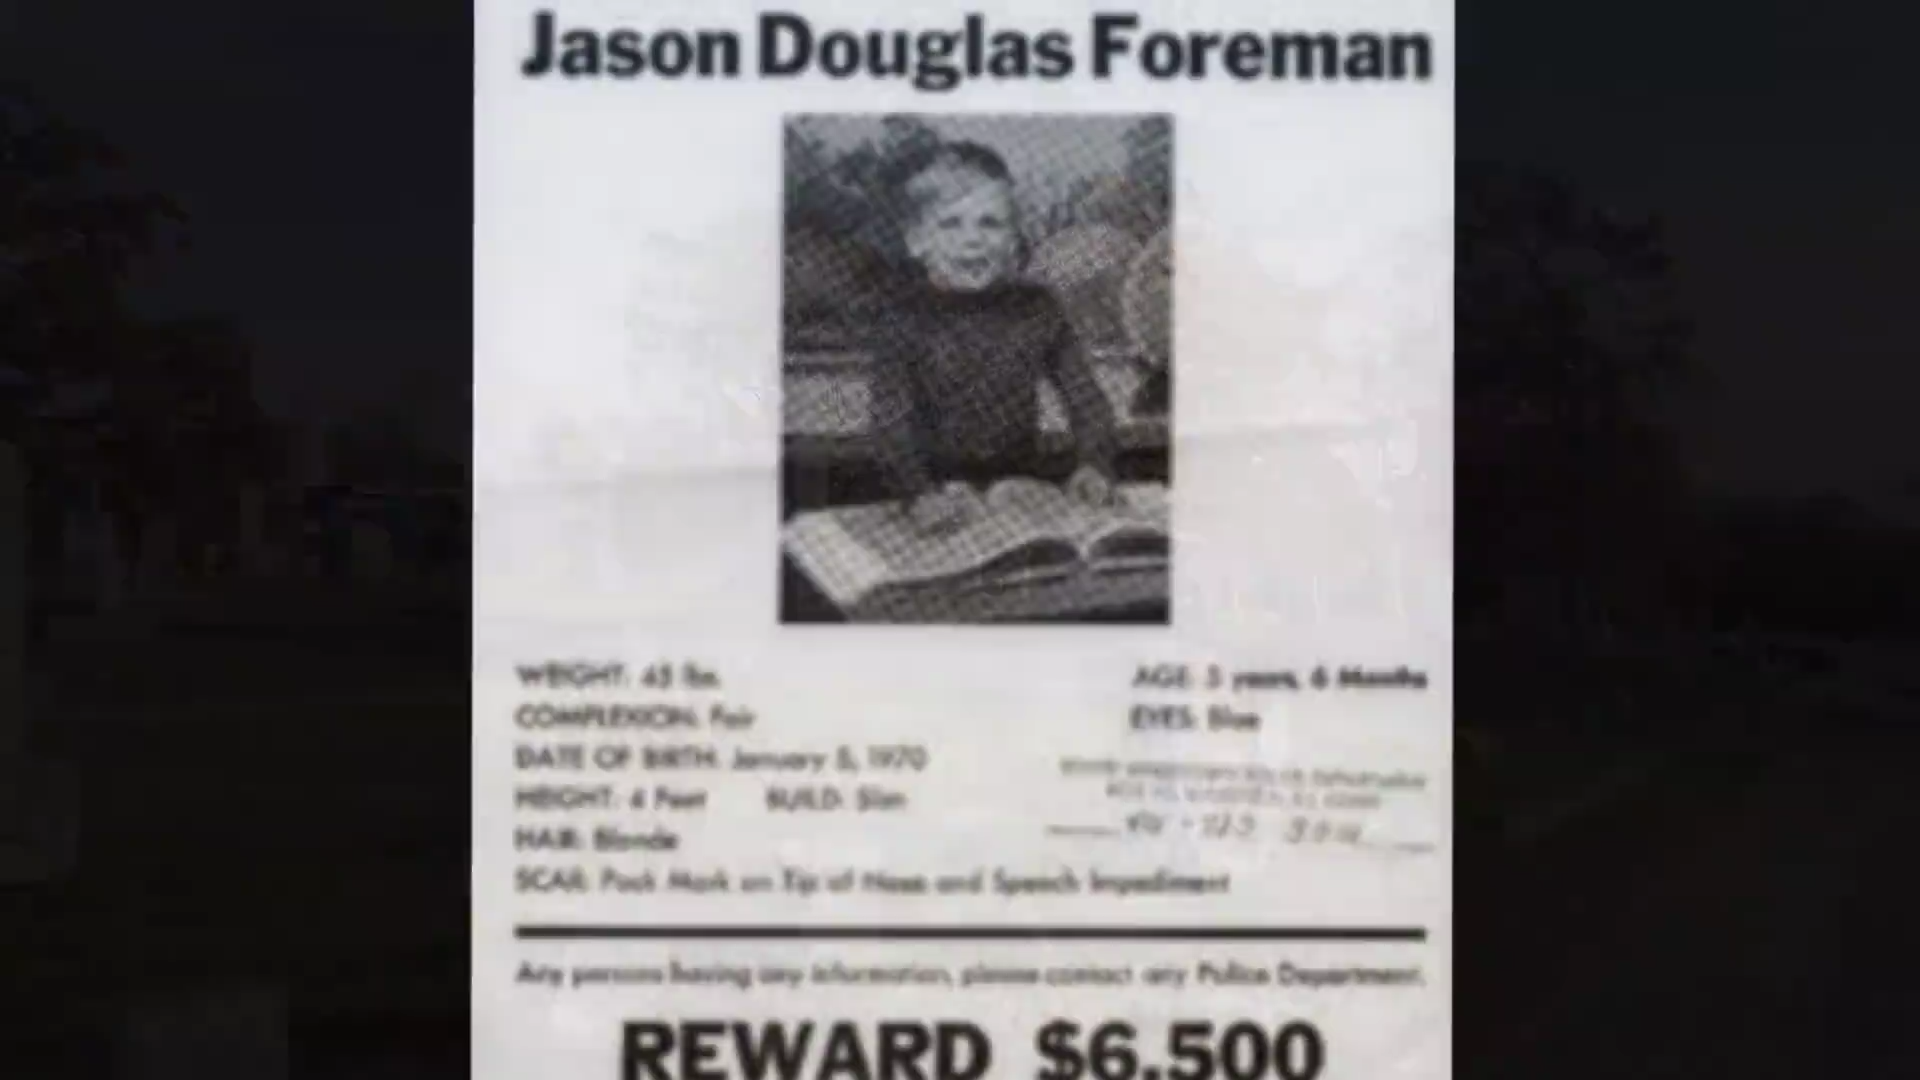 Jason Douglas Foreman
WEIGHT: 45 lbs. AGE: 5 years, 6 Months
COMPLEXION: Fair EYES: Blue
DATE OF BIRTH: January 5, 1970
HEIGHT: 4 Feet BUILD: Slim
HAIR: Blonde
SCAR: Pock Mark on Tip of Nose and Speech Impediment
Any persons having any information, please contact any Police Department.
REWARD $6,500